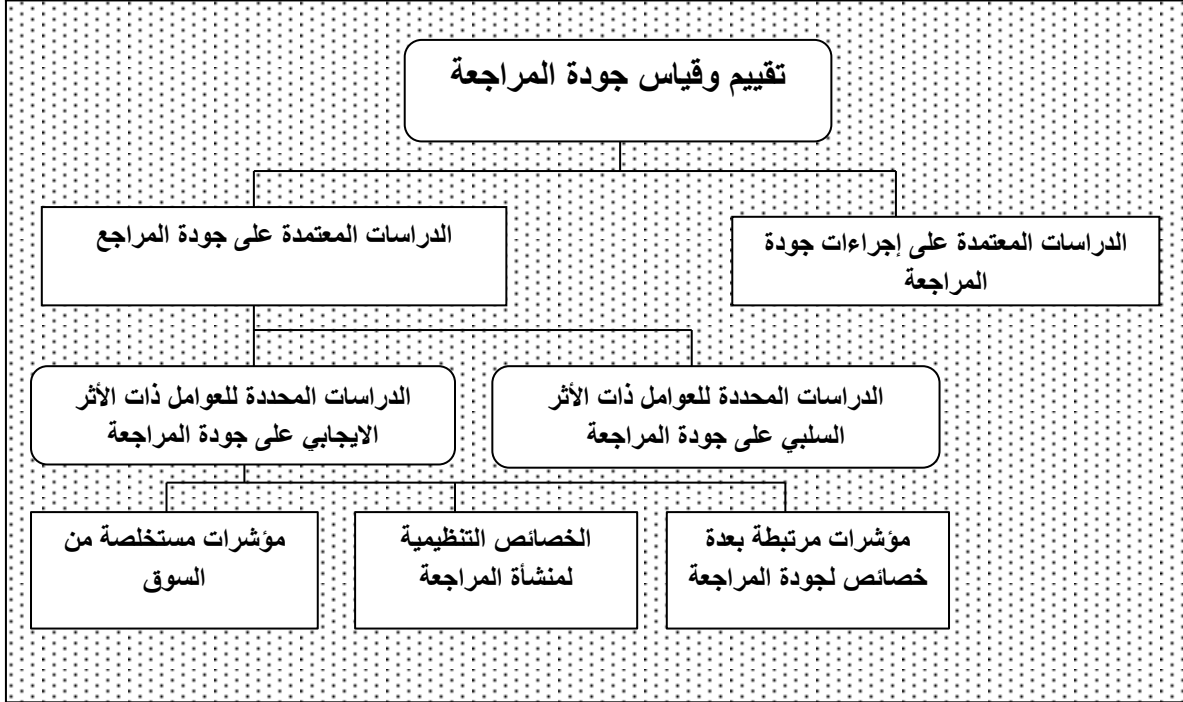 تقييم وقياس جودة المراجعة
الدراسات المعتمدة على إجراءات جودة
المراجعة
الدراسات المعتمدة على جودة المراجع
الدراسات المحددة للعوامل ذات الأثر
السلبي على جودة المراجعة
الدراسات المحددة للعوامل ذات الأثر
الايجابي على جودة المراجعة
مؤشرات مرتبطة بعدة
خصائص لجودة المراجعة
الخصائص التنظيمية
لمنشأة المراجعة
مؤشرات مستخلصة من
السوق